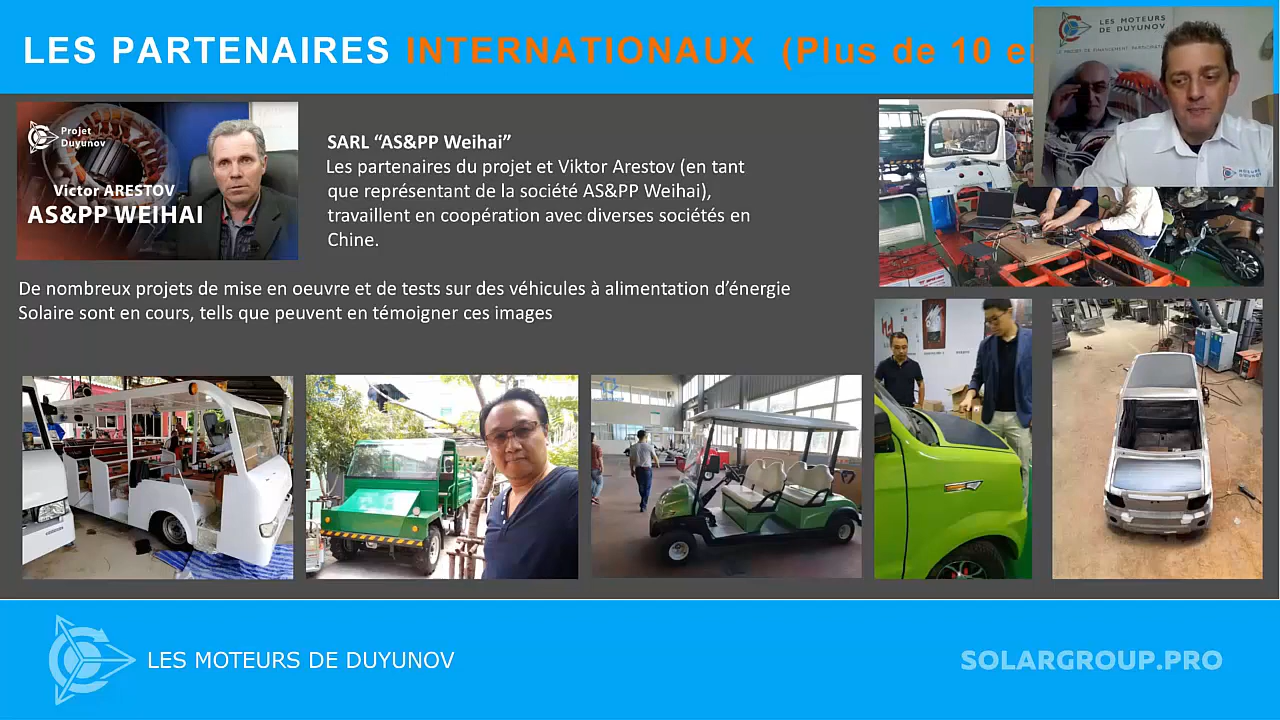 LES PARTENAIRES INTERNATIONAUX (Plus de 10
LES MOTEURS
DE DUYUNOV
Projet
Duyunov
Victor ARESTOV
AS&PP WEIHAI
SARL “AS&PP Weihai”
Les partenaires du projet et Viktor Arestov (en tant
que représentant de la société AS&PP Weihai),
travaillent en coopération avec diverses sociétés en
Chine.
De nombreux projets de mise en oeuvre et de tests sur des véhicules à alimentation d’énergie
Solaire sont en cours, tells que peuvent en témoigner ces images
LES MOTEURS DE DUYUNOV
SOLARGROUP.PRO